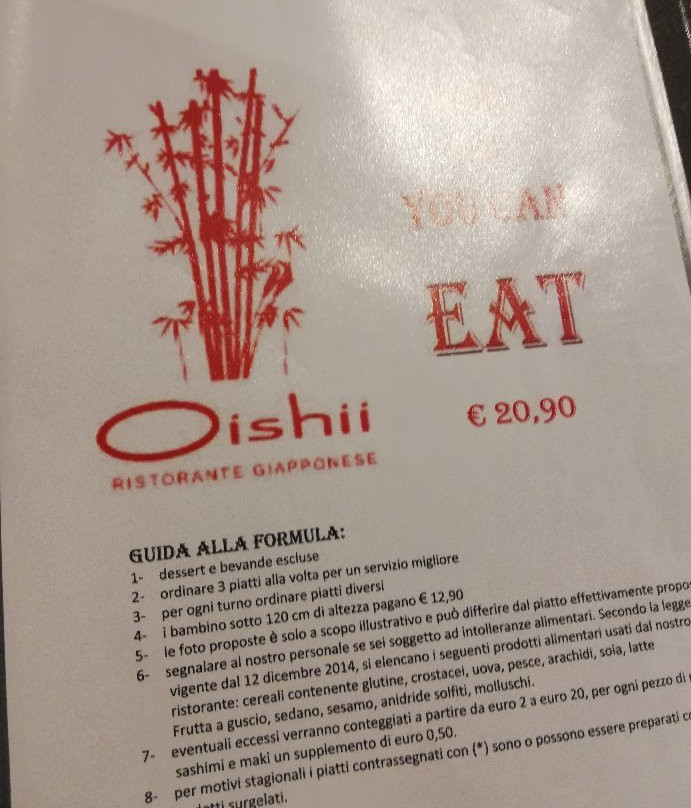 YOU CAN
EAT
€ 20,90
Oishii
RISTORANTE GIAPPONESE
GUIDA ALLA FORMULA:
1- dessert e bevande escluse
2- ordinare 3 piatti alla volta per un servizio migliore
3- per ogni turno ordinare piatti diversi
4- i bambino sotto 120 cm di altezza pagano € 12,90
5- le foto proposte è solo a scopo illustrativo e può differire dal piatto effettivamente propos
6- segnalare al nostro personale se sei soggetto ad intolleranze alimentari. Secondo la legge
vigente dal 12 dicembre 2014, si elencano i seguenti prodotti alimentari usati dal nostro
ristorante: cereali contenente glutine, crostacei, uova, pesce, arachidi, soia, latte
Frutta a guscio, sedano, sesamo, anidride solfiti, molluschi.
7- eventuali eccessi verranno conteggiati a partire da euro 2 a euro 20, per ogni pezzo di
sashimi e maki un supplemento di euro 0,50.
8- per motivi stagionali i piatti contrassegnati con (*) sono o possono essere preparati co
dotti surgelati.